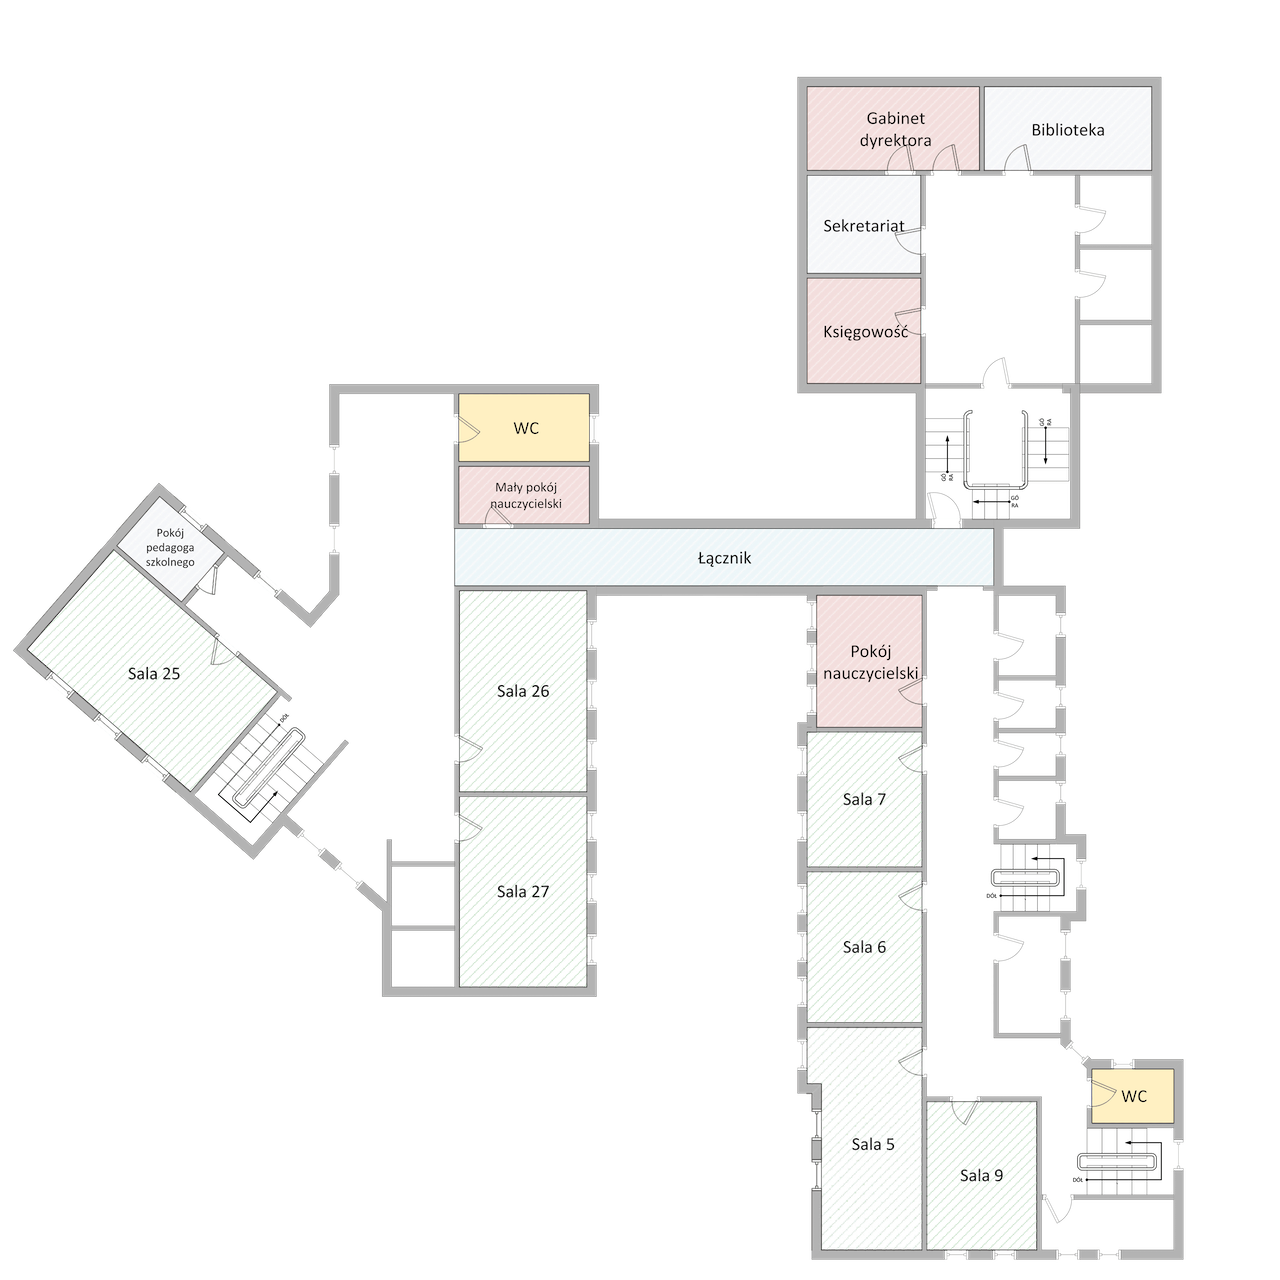 Gabinet
dyrektora
Biblioteka
Sekretariat
Księgowość
GÓ
RA
GÓ
RA
GÓ
RA
WC
Mały pokój
nauczycielski
Łącznik
Pokój
pedagoga
szkolnego
Sala 25
DÓŁ
Sala 26
Sala 27
Pokój
nauczycielski
Sala 7
Sala 6
DÓŁ
Sala 5
Sala 9
WC
DÓŁ